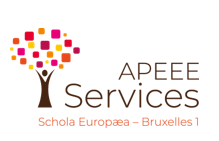 APEEE
Services
Schola Europæa – Bruxelles 1